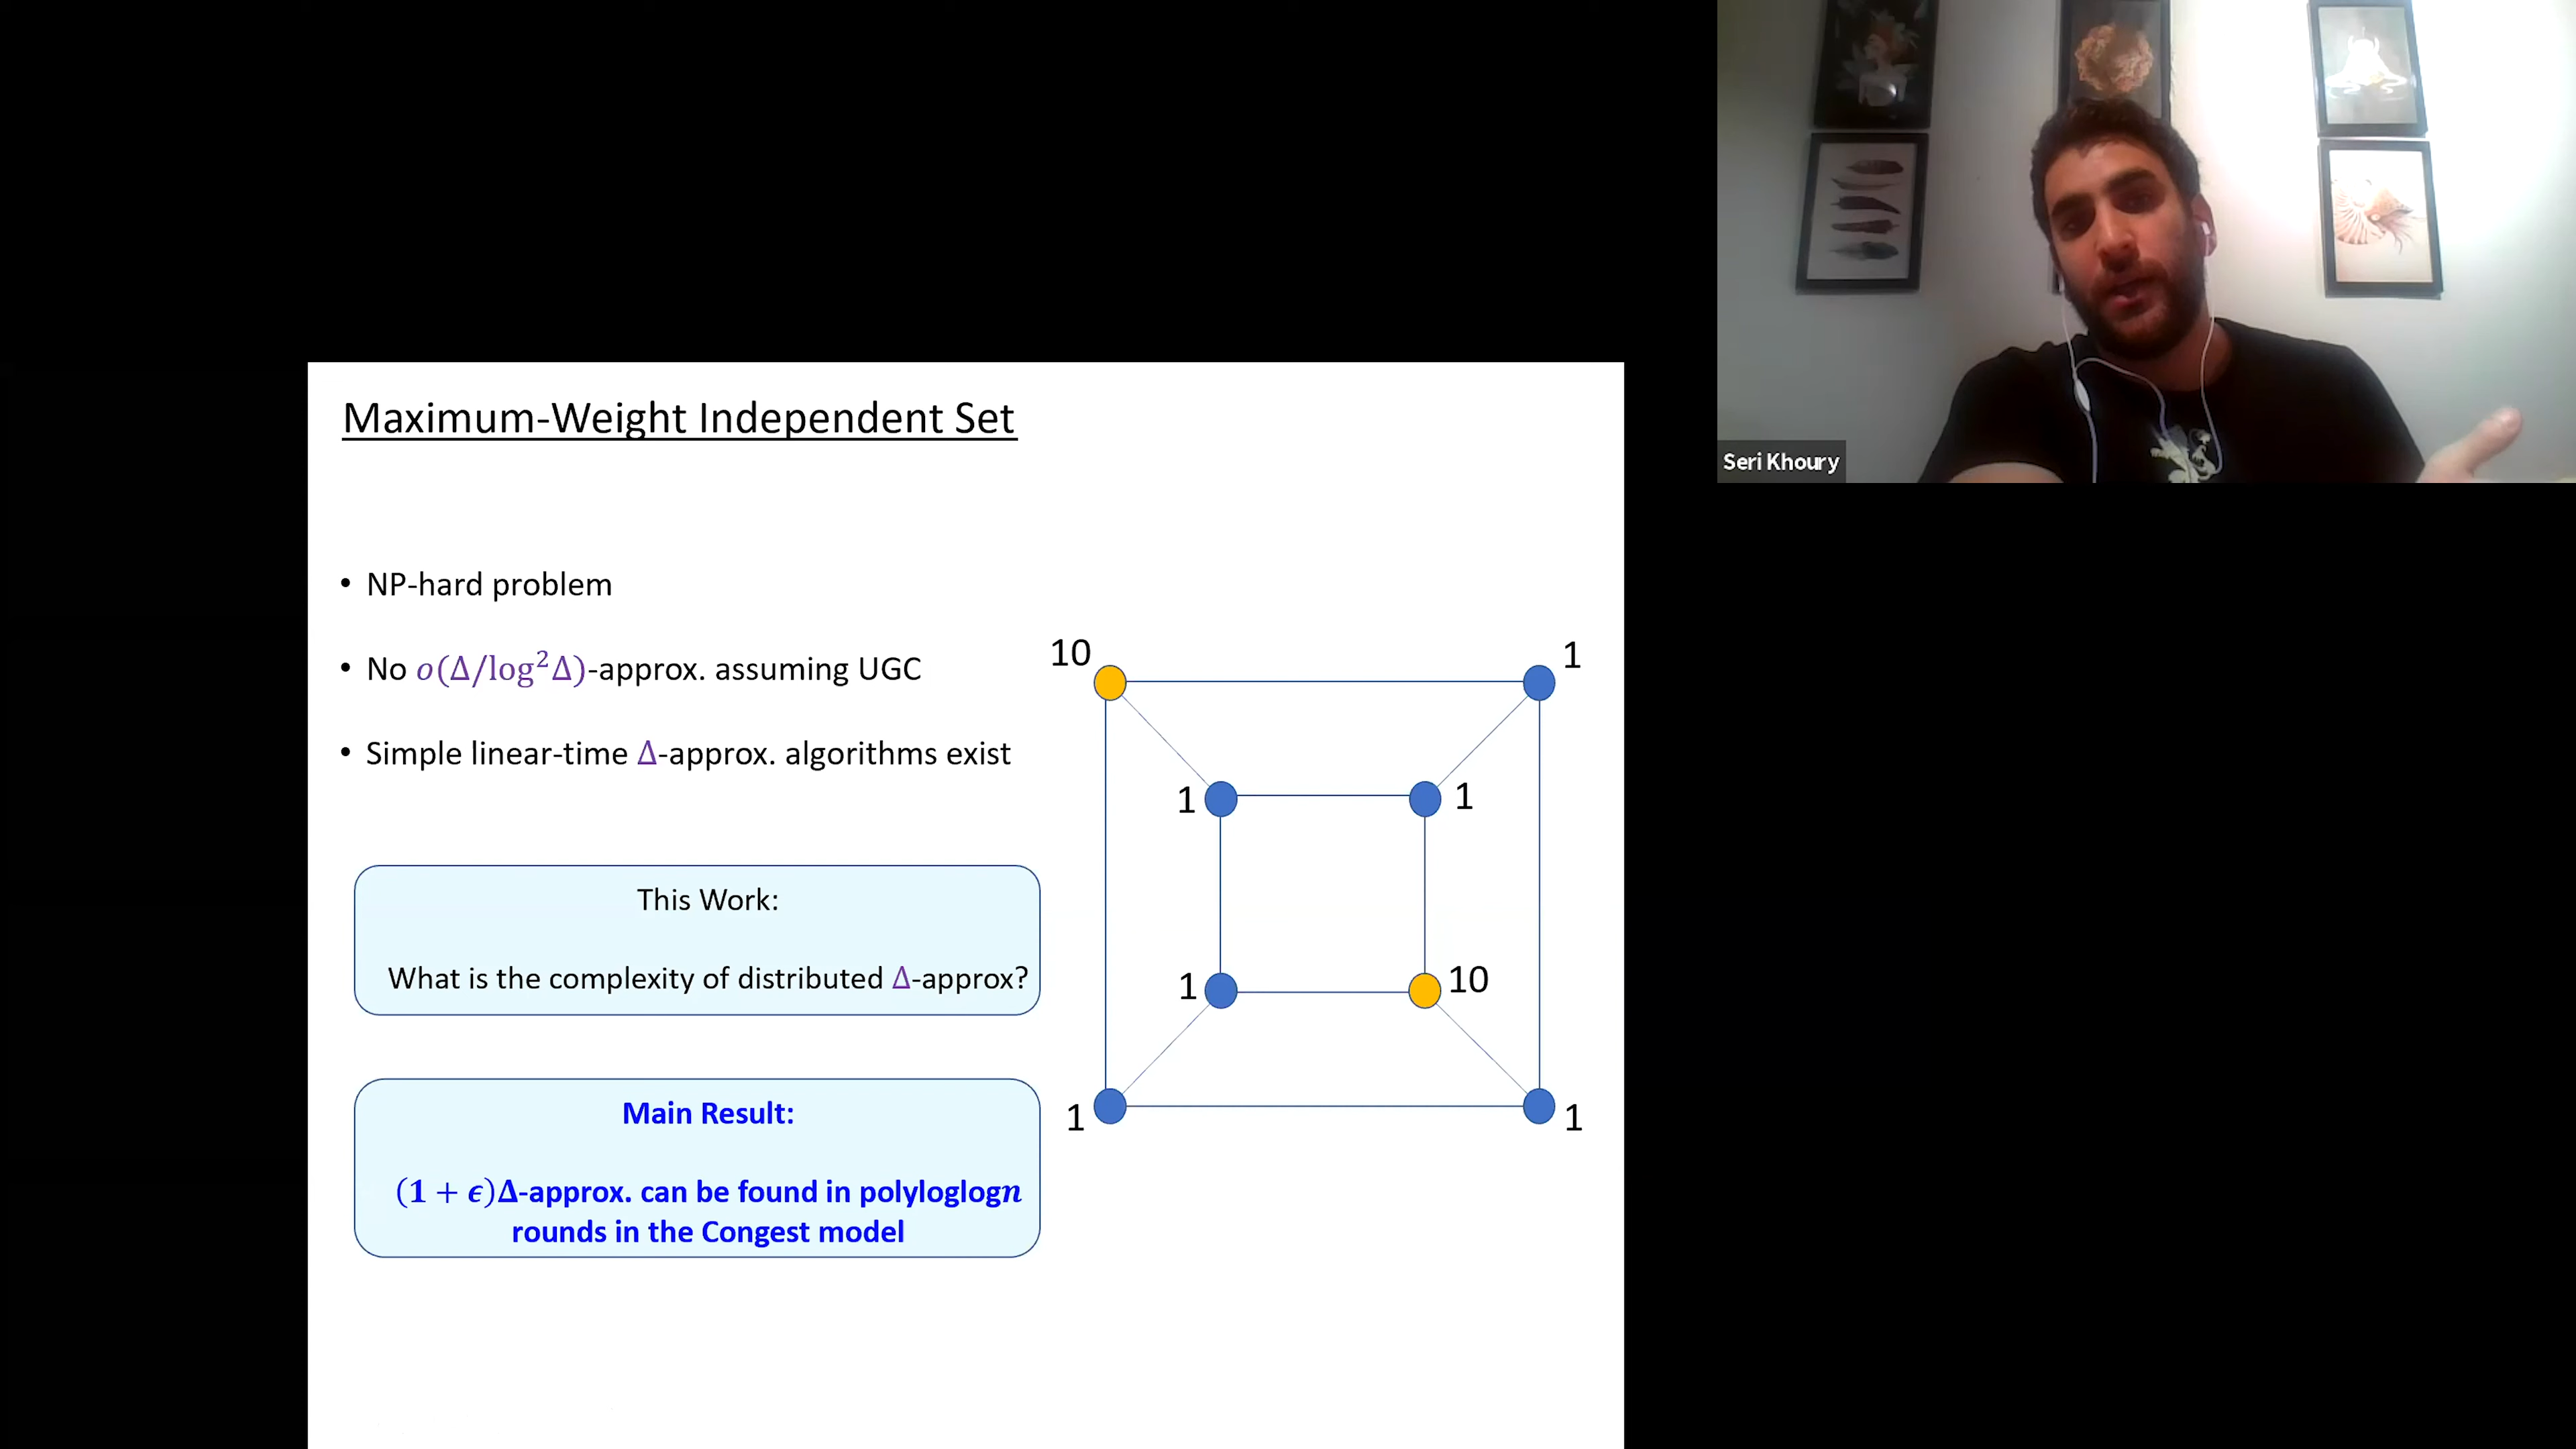 Seri Khoury
Maximum-Weight Independent Set
• NP-hard problem
• No o(Δ/log²Δ)-approx. assuming UGC
• Simple linear-time Δ-approx. algorithms exist
This Work:
What is the complexity of distributed Δ-approx?
Main Result:
(1 + ϵ)Δ-approx. can be found in polyloglogn
rounds in the Congest model
10
1
1
1
1
10
1
1